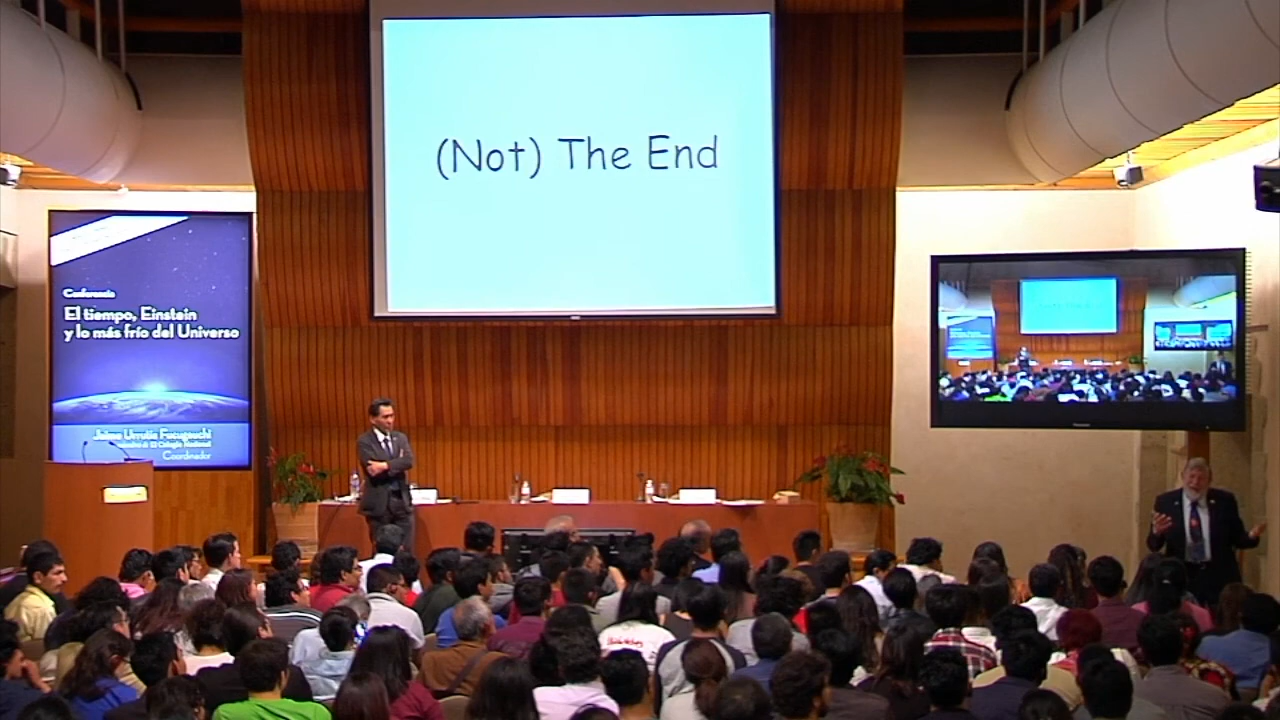 (Not) The End
Conferencia
El tiempo, Einstein
y lo más frío del Universo
Jaime Urrutia Fucugauchi
Coordinador